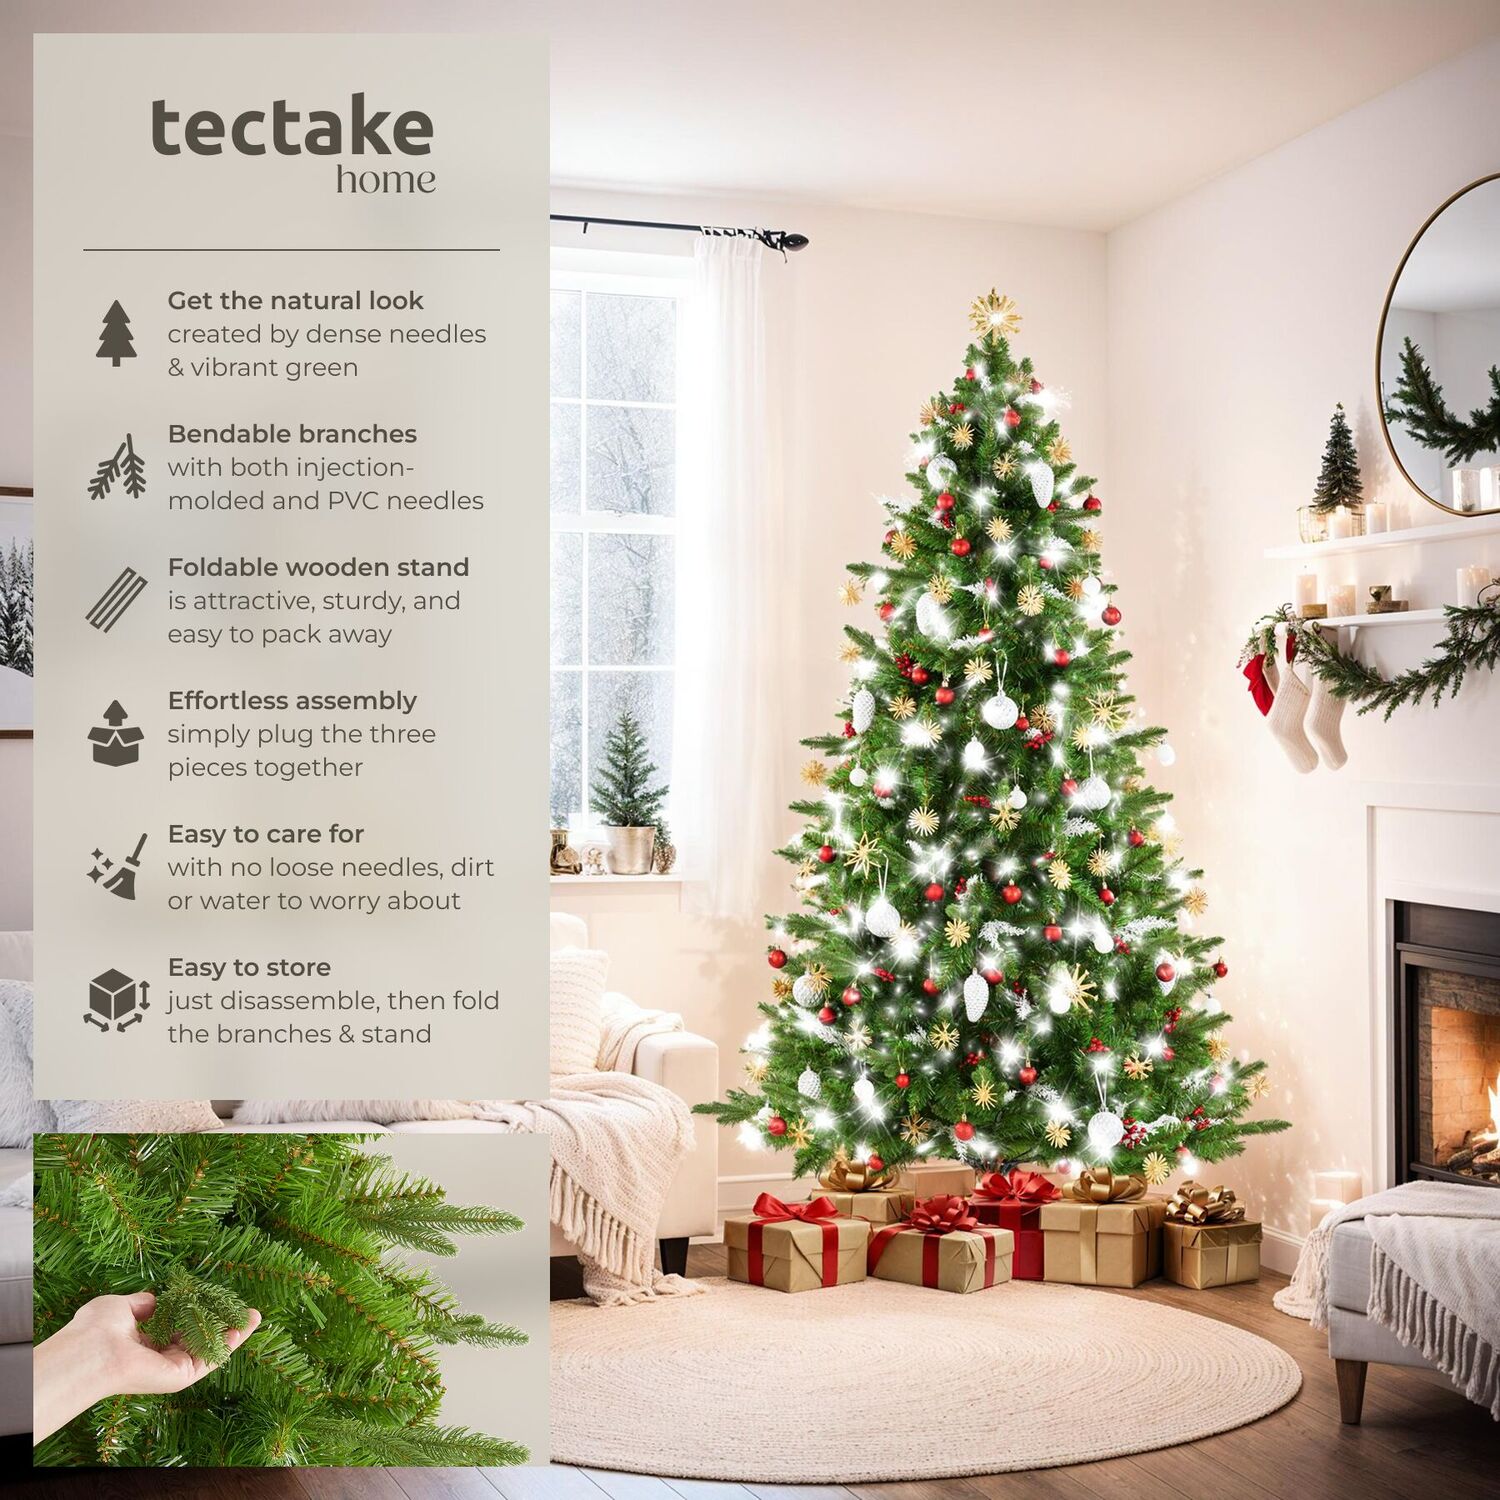 tectake
home
Get the natural look
created by dense needles
& vibrant green
Bendable branches
with both injection-
molded and PVC needles
Foldable wooden stand
is attractive, sturdy, and
easy to pack away
Effortless assembly
simply plug the three
pieces together
Easy to care for
with no loose needles, dirt
or water to worry about
Easy to store
just disassemble, then fold
the branches & stand